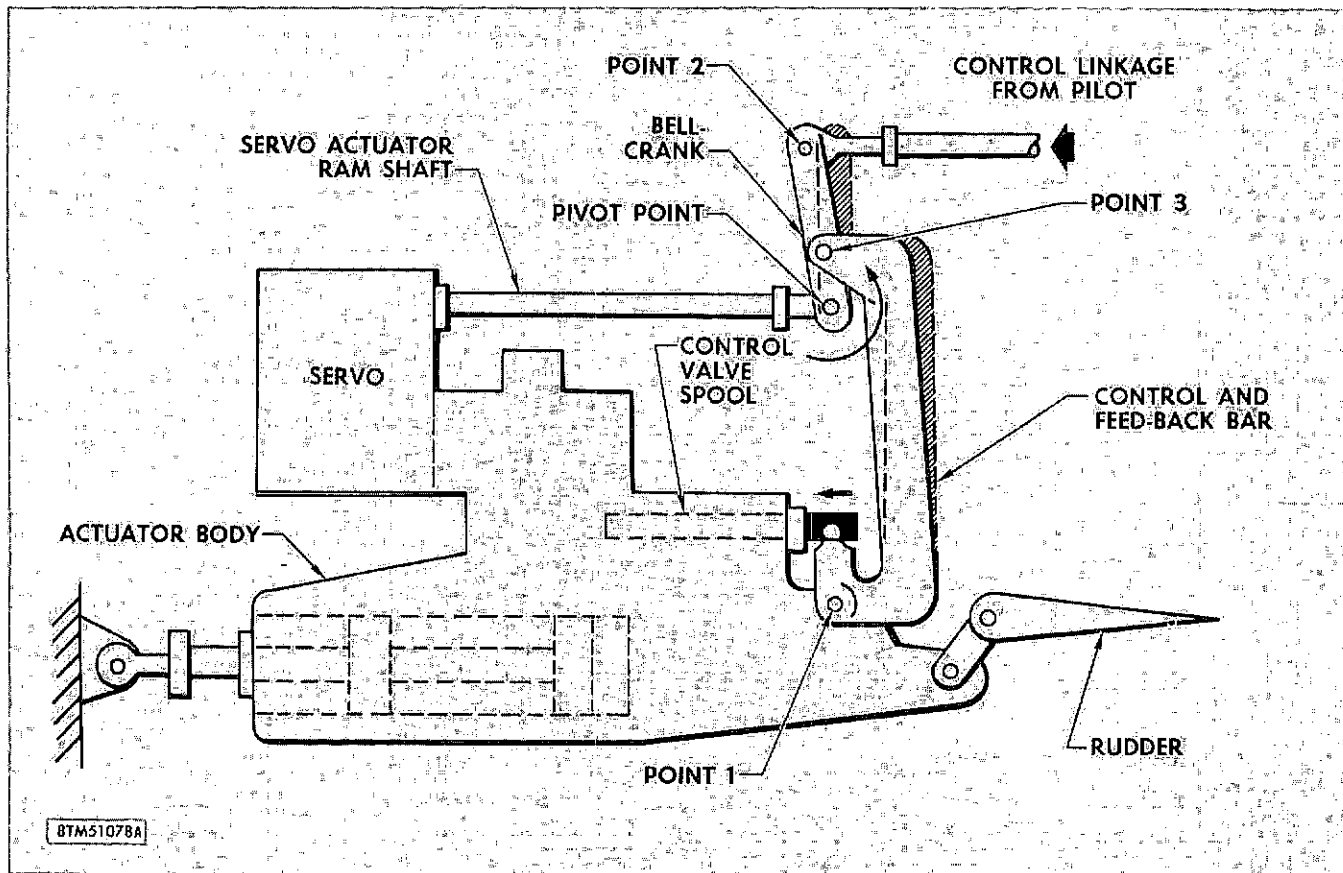 POINT 2
CONTROL LINKAGE
FROM PILOT
BELL-
CRANK
SERVO ACTUATOR
RAM SHAFT
PIVOT POINT
POINT 3
SERVO
CONTROL
VALVE
SPOOL
CONTROL AND
FEED-BACK BAR
ACTUATOR BODY
POINT 1
RUDDER
BTM5107BA